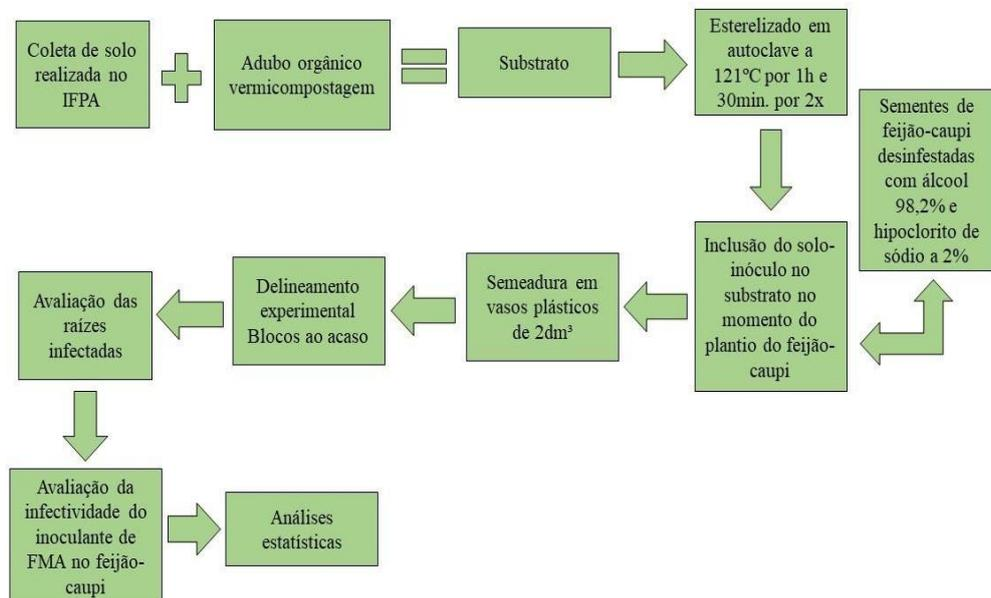 Coleta de solo
realizada no
IFPA
Adubo orgânico
vermicompostagem
Substrato
Esterelizado em
autoclave a
121ºC por 1h e
30min. por 2x
Sementes de
feijão-caupi
desinfestadas
com álcool
98,2% e
hipoclorito de
sódio a 2%
Inclusão do solo-
inóculo no
substrato no
momento do
plantio do feijão-
caupi
Semeadura em
vasos plásticos
de 2dm³
Delineamento
experimental
Blocos ao acaso
Avaliação das
raízes
infectadas
Avaliação da
infectividade do
inoculante de
FMA no feijão-
caupi
Análises
estatísticas